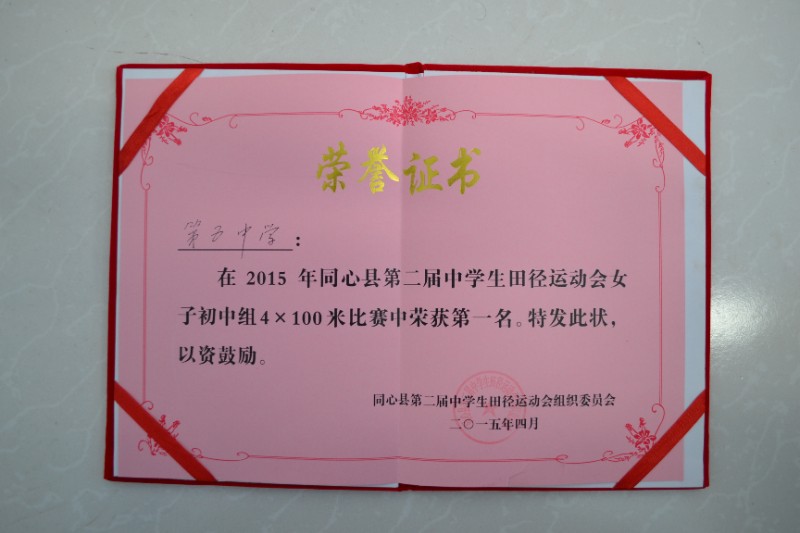 荣誉证书
第五中学：
在 2015 年同心县第二届中学生田径运动会女
子初中组4×100米比赛中荣获第一名。特发此状，
以资鼓励。
同心县第二届中学生田径运动会组织委员会
二〇一五年四月